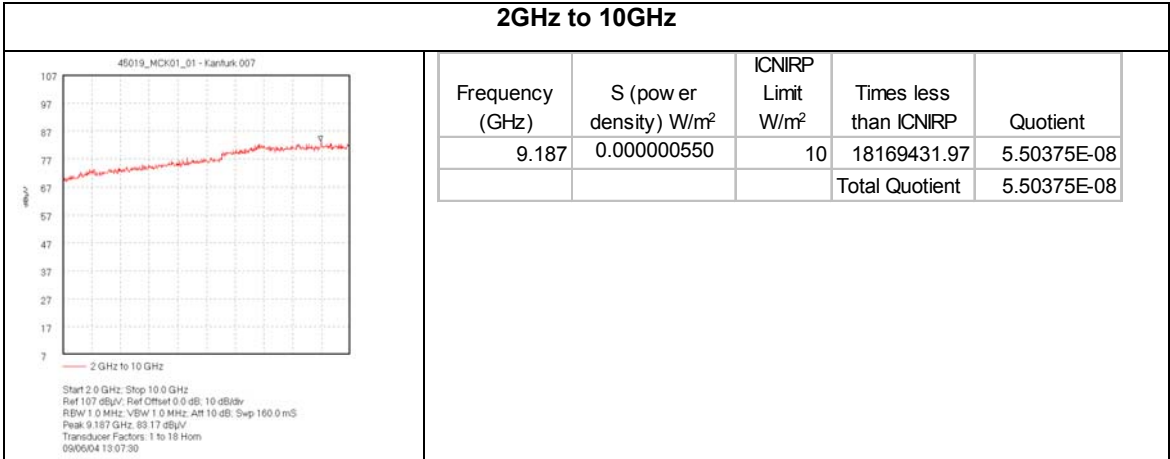 2GHz to 10GHz
45019_MCK01_01 - Kanturk 007
107
97
87
77
67
57
47
37
27
17
7
dBµV
2 GHz to 10 GHz
Start 2.0 GHz; Stop 10.0 GHz
Ref 107 dBµV; Ref Offset 0.0 dB; 10 dB/div
RBW 1.0 MHz; VBW 1.0 MHz; Att 10 dB; Swp 160.0 mS
Peak 9.187 GHz, 83.17 dBµV
Transducer Factors: 1 to 18 Horn
09/06/04 13:07:30
Frequency (GHz) S (pow er density) W/m² ICNIRP Limit W/m² Times less than ICNIRP Quotient
9.187 0.000000550 10 18169431.97 5.50375E-08
Total Quotient 5.50375E-08